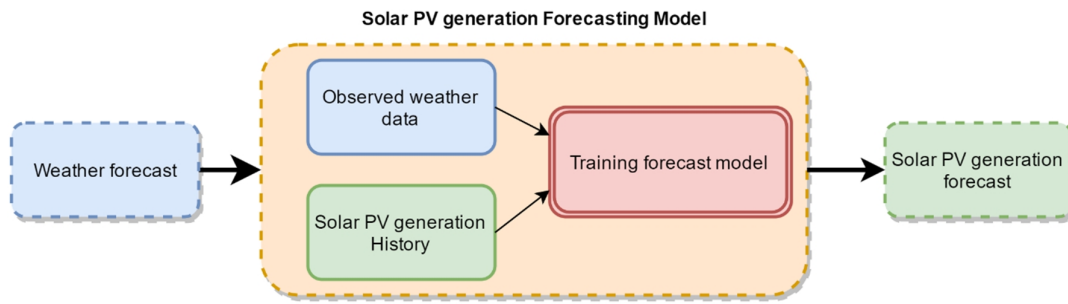 Solar PV generation Forecasting Model
Weather forecast
Observed weather
data
Solar PV generation
History
Training forecast model
Solar PV generation
forecast